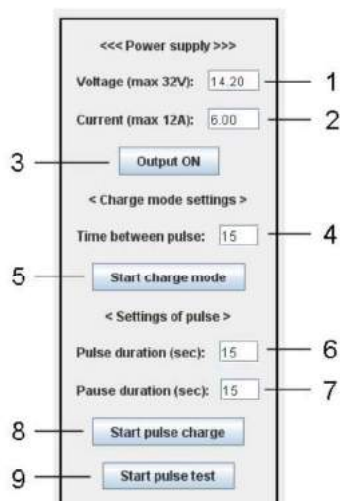 <<< Power supply >>>
Voltage (max 32V): 14.20 1
Current (max 12A): 6.00 2
3 Output ON
< Charge mode settings >
Time between pulse: 15 4
5 Start charge mode
< Settings of pulse >
Pulse duration (sec): 15 6
Pause duration (sec): 15 7
8 Start pulse charge
9 Start pulse test